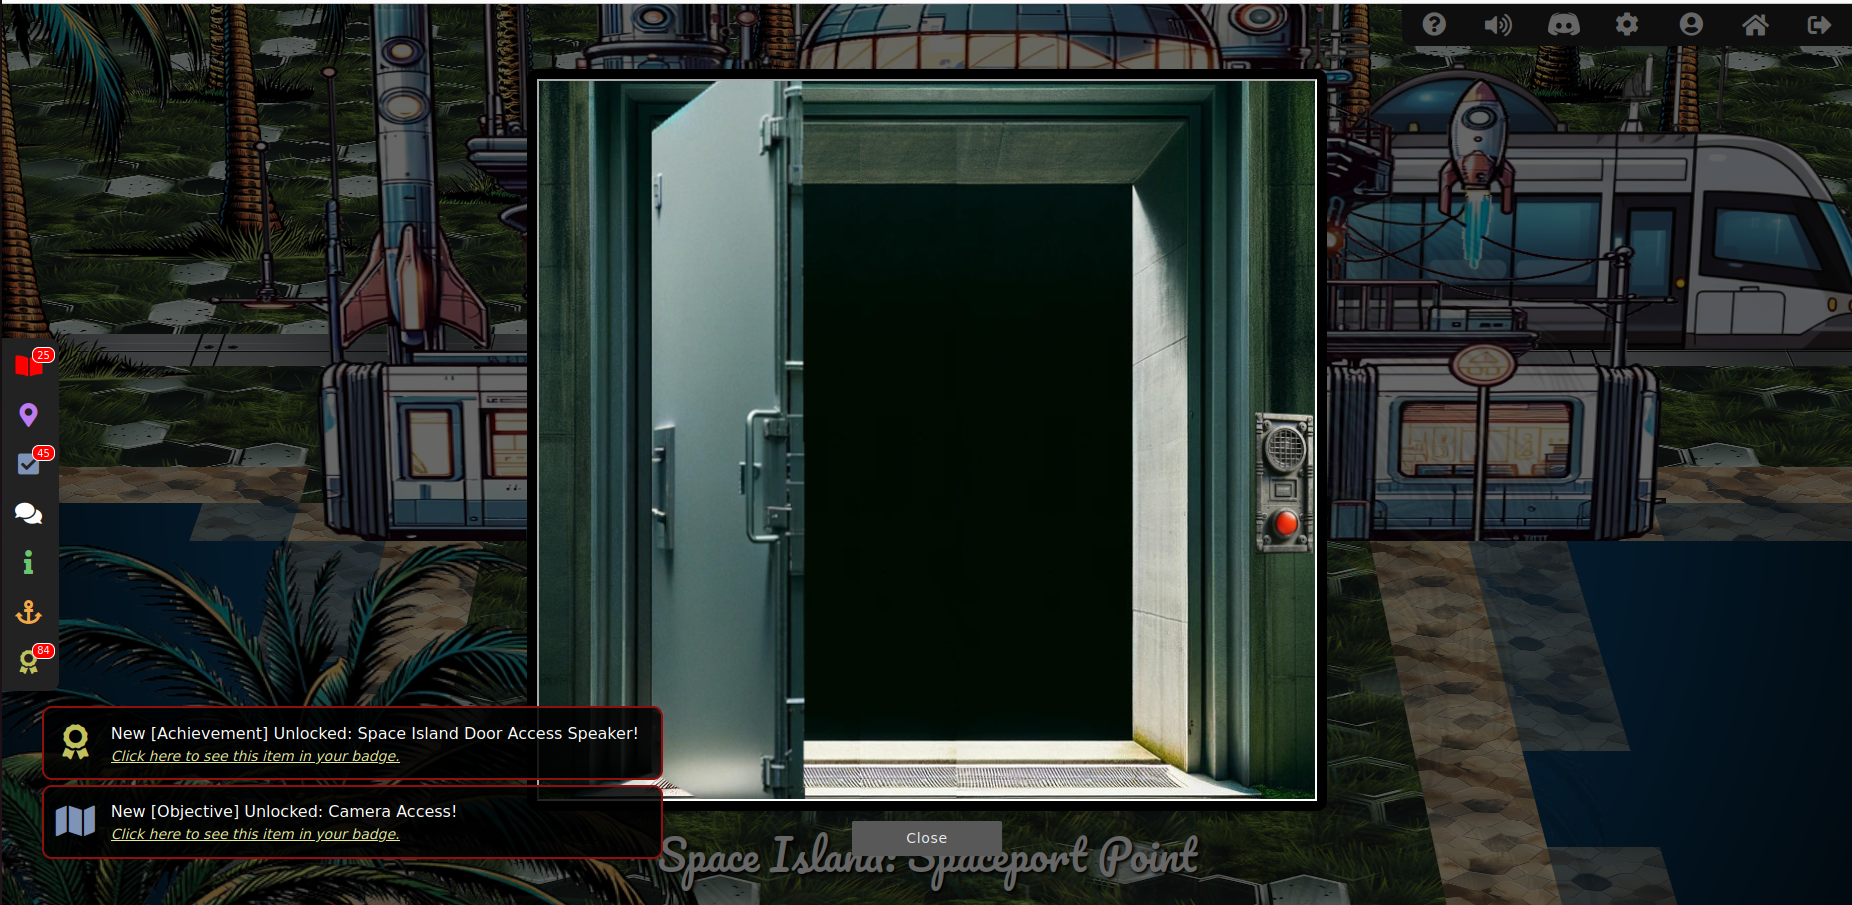 25
45
84
New [Achievement] Unlocked: Space Island Door Access Speaker!
Click here to see this item in your badge.
New [Objective] Unlocked: Camera Access!
Click here to see this item in your badge.
Close
Space Island: Spaceport Point